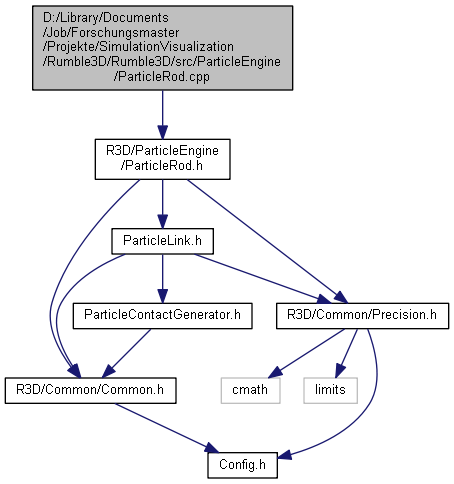 D:/Library/Documents
/Job/Forschungsmaster
/Projekte/SimulationVisualization
/Rumble3D/Rumble3D/src/ParticleEngine
/ParticleRod.cpp
R3D/ParticleEngine
/ParticleRod.h
ParticleLink.h
ParticleContactGenerator.h
R3D/Common/Precision.h
R3D/Common/Common.h
cmath
limits
Config.h